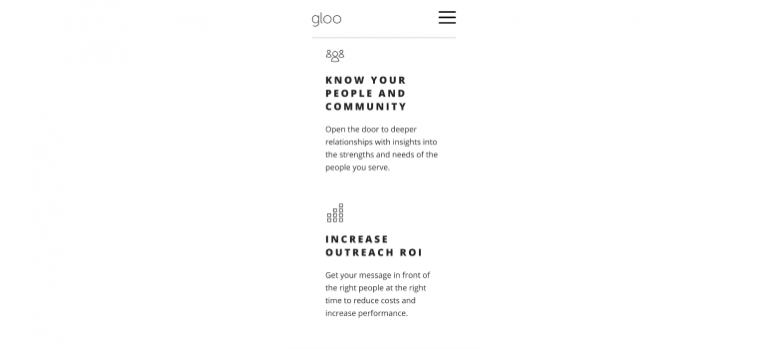 gloo
KNOW YOUR
PEOPLE AND
COMMUNITY
Open the door to deeper
relationships with insights into
the strengths and needs of the
people you serve.
INCREASE
OUTREACH ROI
Get your message in front of
the right people at the right
time to reduce costs and
increase performance.